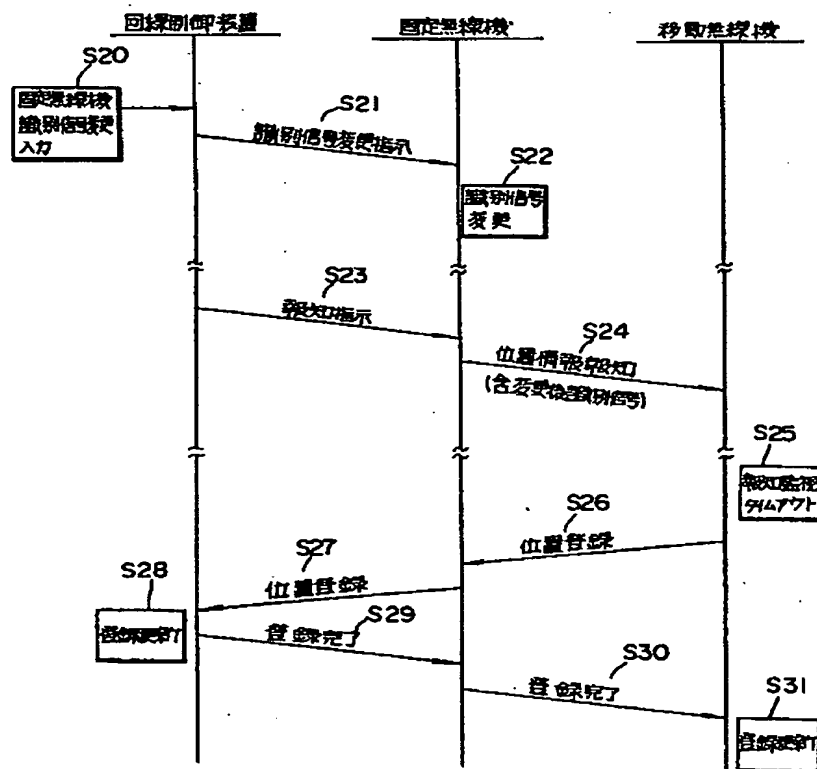 回線制御装置
固定無線機
移動無線機
S20
固定無線機
識別信号変更
入力
S21
識別信号変更指示
S22
識別信号
変更
S23
報知指示
S24
位置情報報知
(含変更後識別信号)
S25
報知監視
タイムアウト
S26
位置登録
S27
位置登録
S28
登録更新
S29
登録完了
S30
登録完了
S31
登録更新